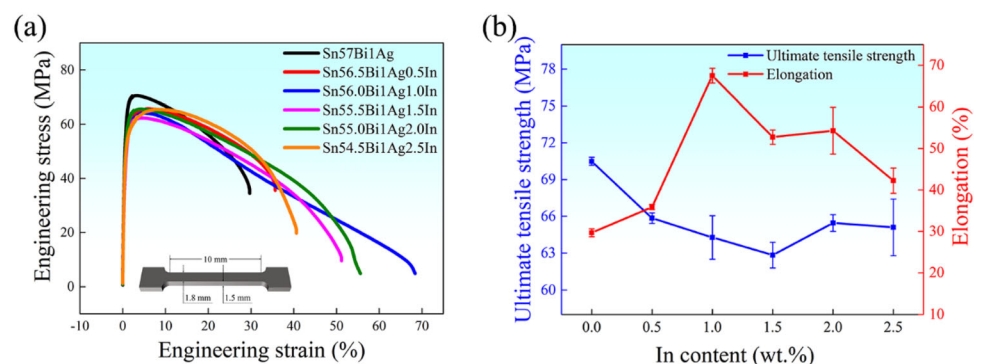 (a)
Engineering stress (MPa)
80
60
40
20
0
Sn57Bi1Ag
Sn56.5Bi1Ag0.5In
Sn56.0Bi1Ag1.0In
Sn55.5Bi1Ag1.5In
Sn55.0Bi1Ag2.0In
Sn54.5Bi1Ag2.5In
10 mm
1.8 mm
1.5 mm
-10 0 10 20 30 40 50 60 70
Engineering strain (%)
(b)
Ultimate tensile strength (MPa)
78
75
72
69
66
63
60
Ultimate tensile strength
Elongation
70
60
50
40
30
20
10
Elongation (%)
0.0 0.5 1.0 1.5 2.0 2.5
In content (wt.%)